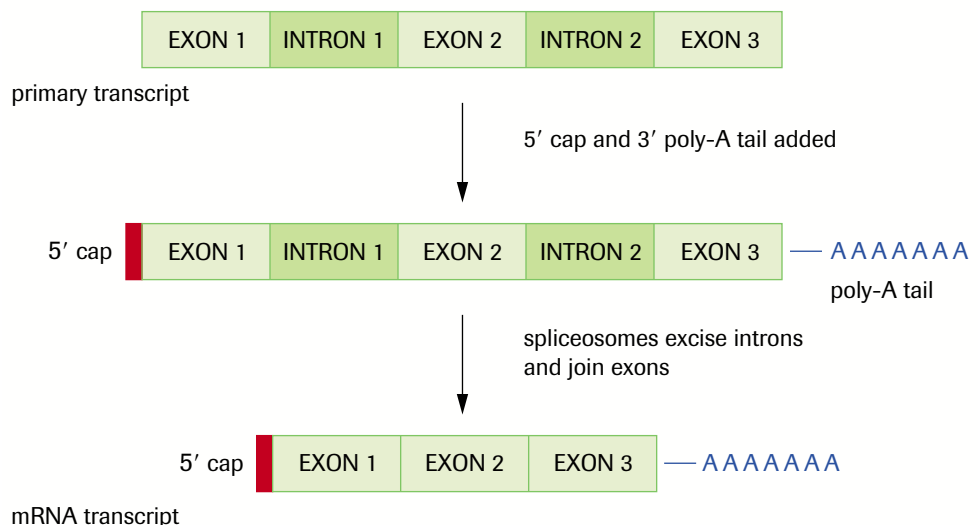 EXON 1 INTRON 1 EXON 2 INTRON 2 EXON 3
primary transcript
5′ cap and 3′ poly-A tail added
5′ cap EXON 1 INTRON 1 EXON 2 INTRON 2 EXON 3 AAAAAAA
poly-A tail
spliceosomes excise introns
and join exons
5′ cap EXON 1 EXON 2 EXON 3 AAAAAAA
mRNA transcript